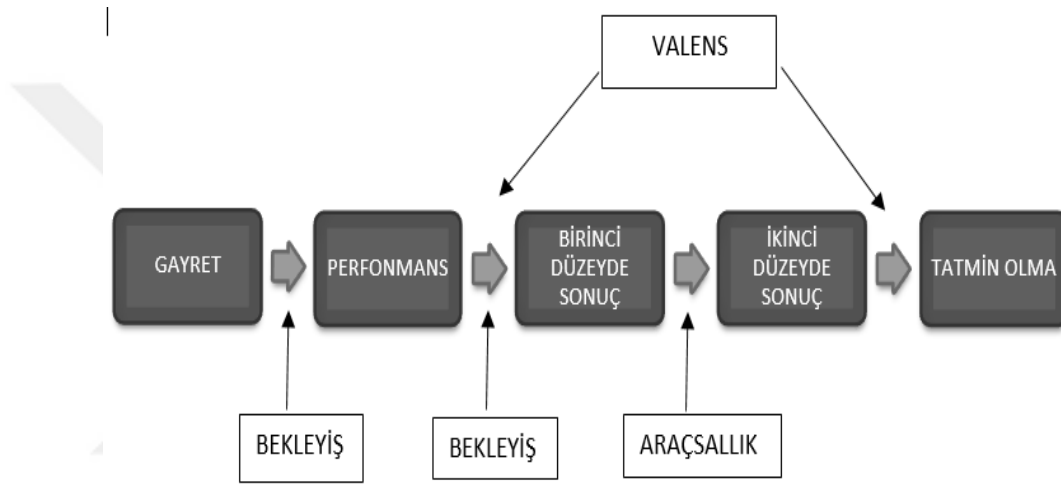 VALENS
GAYRET
PERFONMANS
BİRİNCİ
DÜZEYDE
SONUÇ
İKİNCİ
DÜZEYDE
SONUÇ
TATMİN OLMA
BEKLEYİŞ
BEKLEYİŞ
ARAÇSALLIK